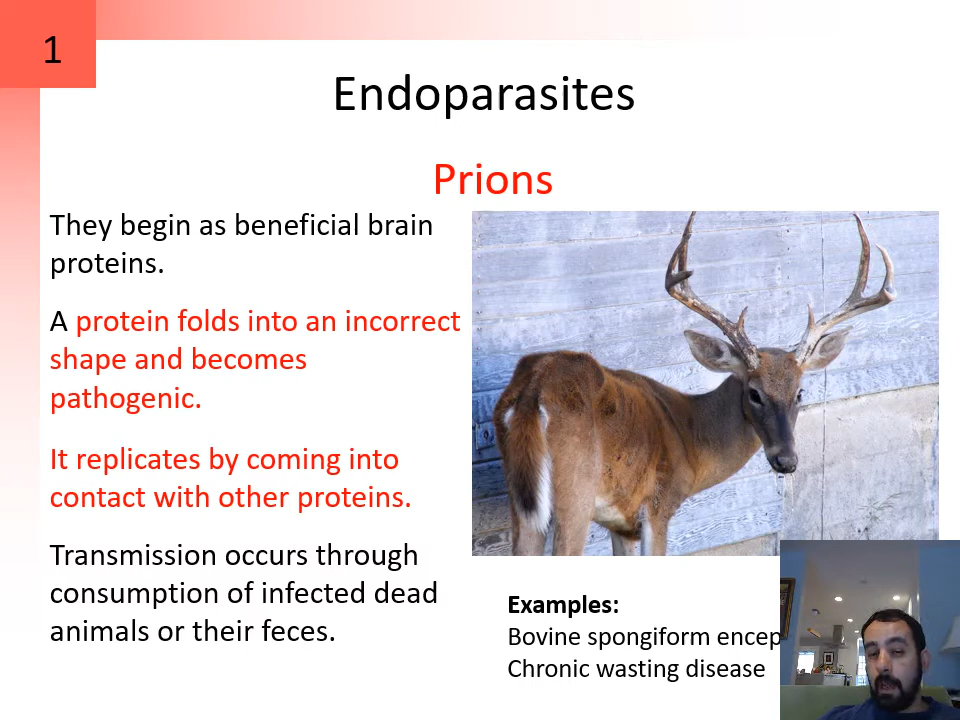 1
Endoparasites
Prions
They begin as beneficial brain
proteins.
A protein folds into an incorrect
shape and becomes
pathogenic.
It replicates by coming into
contact with other proteins.
Transmission occurs through
consumption of infected dead
animals or their feces.
Examples:
Bovine spongiform encep
Chronic wasting disease